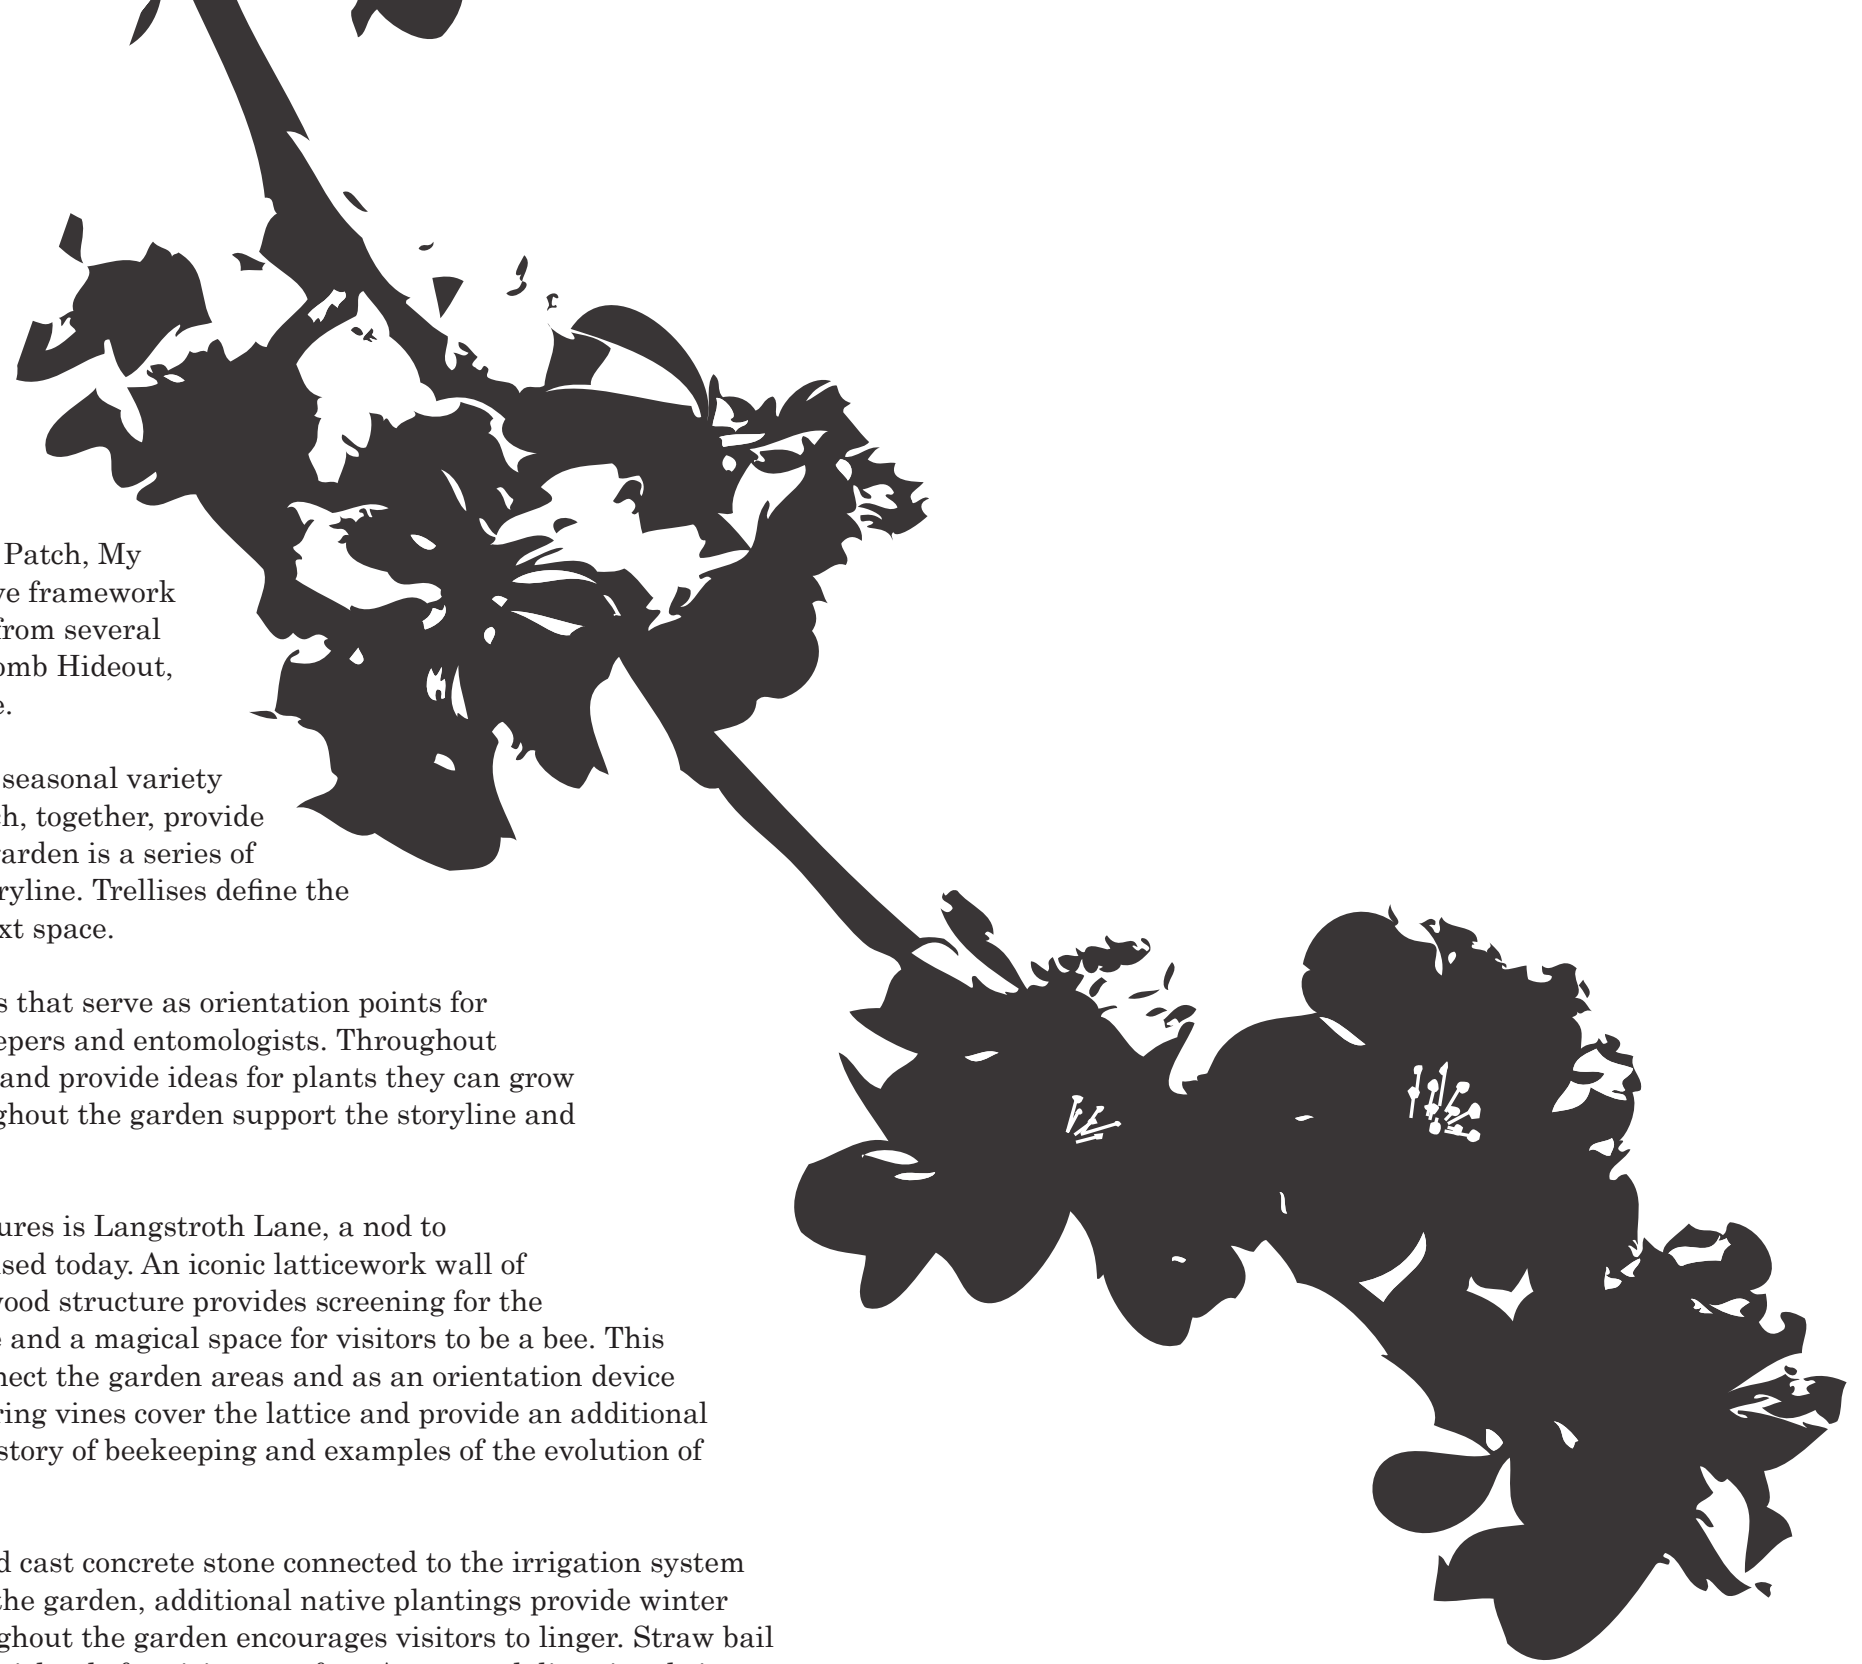 Patch, My
ve framework
from several
omb Hideout,
e.
seasonal variety
ch, together, provide
garden is a series of
ryline. Trellises define the
xt space.
s that serve as orientation points for
epers and entomologists. Throughout
and provide ideas for plants they can grow
ghout the garden support the storyline and
ures is Langstroth Lane, a nod to
sed today. An iconic latticework wall of
wood structure provides screening for the
e and a magical space for visitors to be a bee. This
nect the garden areas and as an orientation device
ring vines cover the lattice and provide an additional
story of beekeeping and examples of the evolution of
d cast concrete stone connected to the irrigation system
the garden, additional native plantings provide winter
ghout the garden encourages visitors to linger. Straw bail